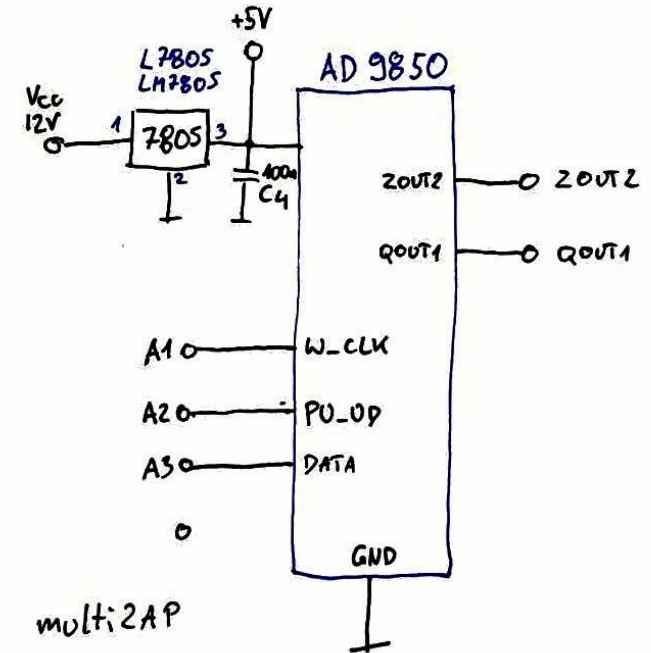 +5V
L7805
LM7805
AD 9850
Vcc
12V
1
7805
3
2
100n
C4
ZOUT2
ZOUT2
QOUT1
QOUT1
A1
W_CLK
A2
PU_UP
A3
DATA
GND
multi2AP